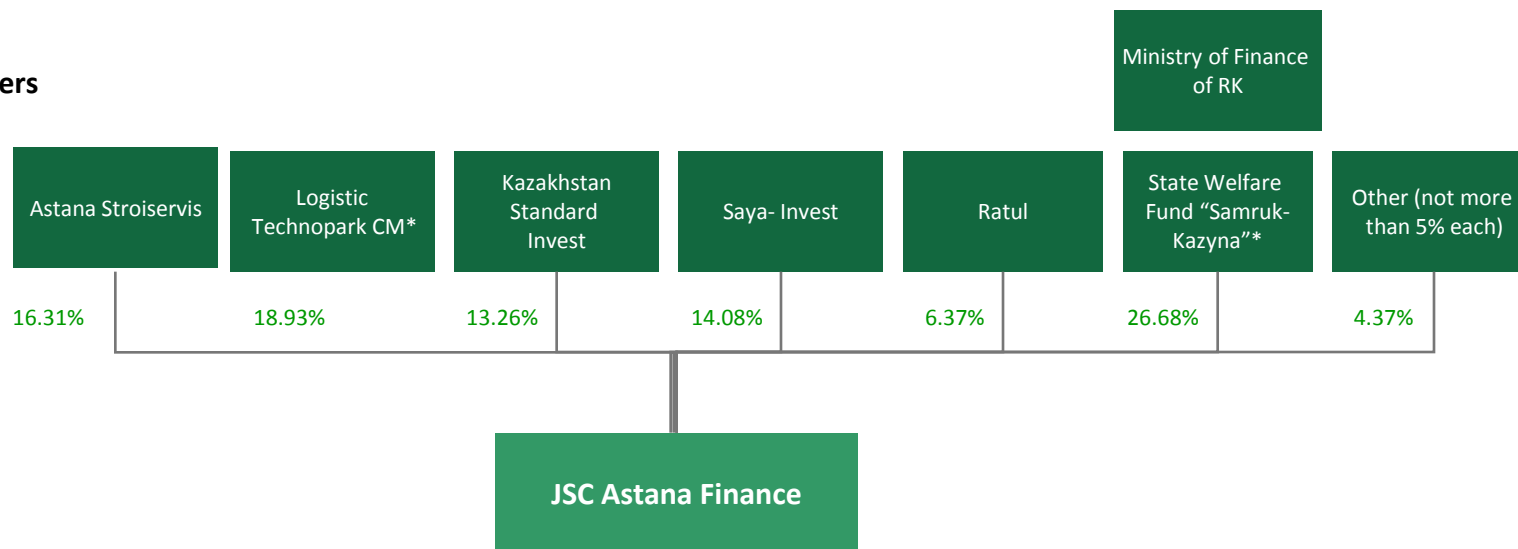 ers
Ministry of Finance
of RK
Astana Stroiservis
Logistic
Technopark CM*
Kazakhstan
Standard
Invest
Saya- Invest
Ratul
State Welfare
Fund “Samruk-
Kazyna”*
Other (not more
than 5% each)
16.31%
18.93%
13.26%
14.08%
6.37%
26.68%
4.37%
JSC Astana Finance